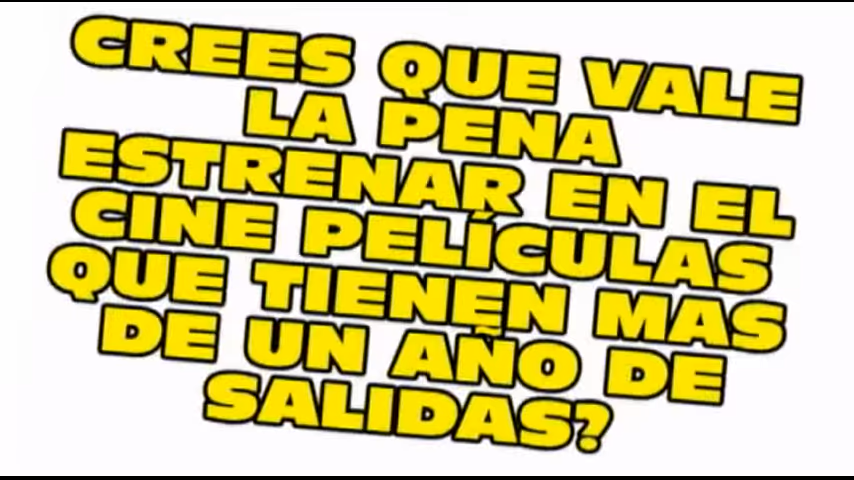 CREES QUE VALE
LA PENA
ESTRENAR EN EL
CINE PELÍCULAS
QUE TIENEN MAS
DE UN AÑO DE
SALIDAS?